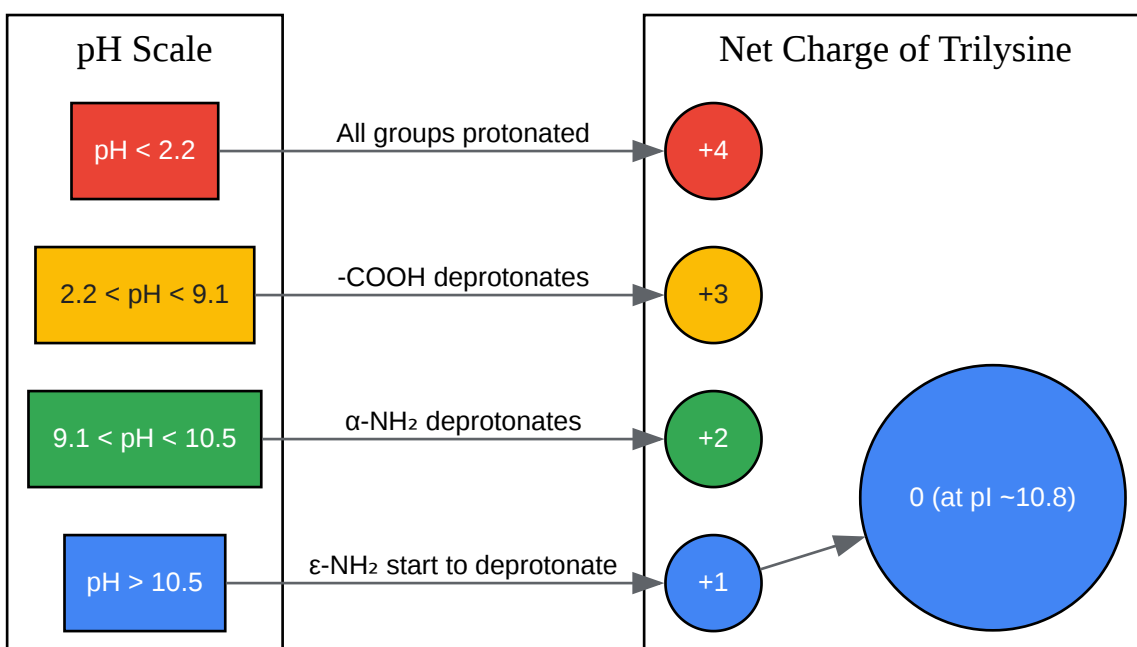 pH Scale
Net Charge of Trilysine
pH < 2.2
All groups protonated
+4
2.2 < pH < 9.1
-COOH deprotonates
+3
9.1 < pH < 10.5
α-NH₂ deprotonates
+2
0 (at pI ~10.8)
pH > 10.5
ε-NH₂ start to deprotonate
+1